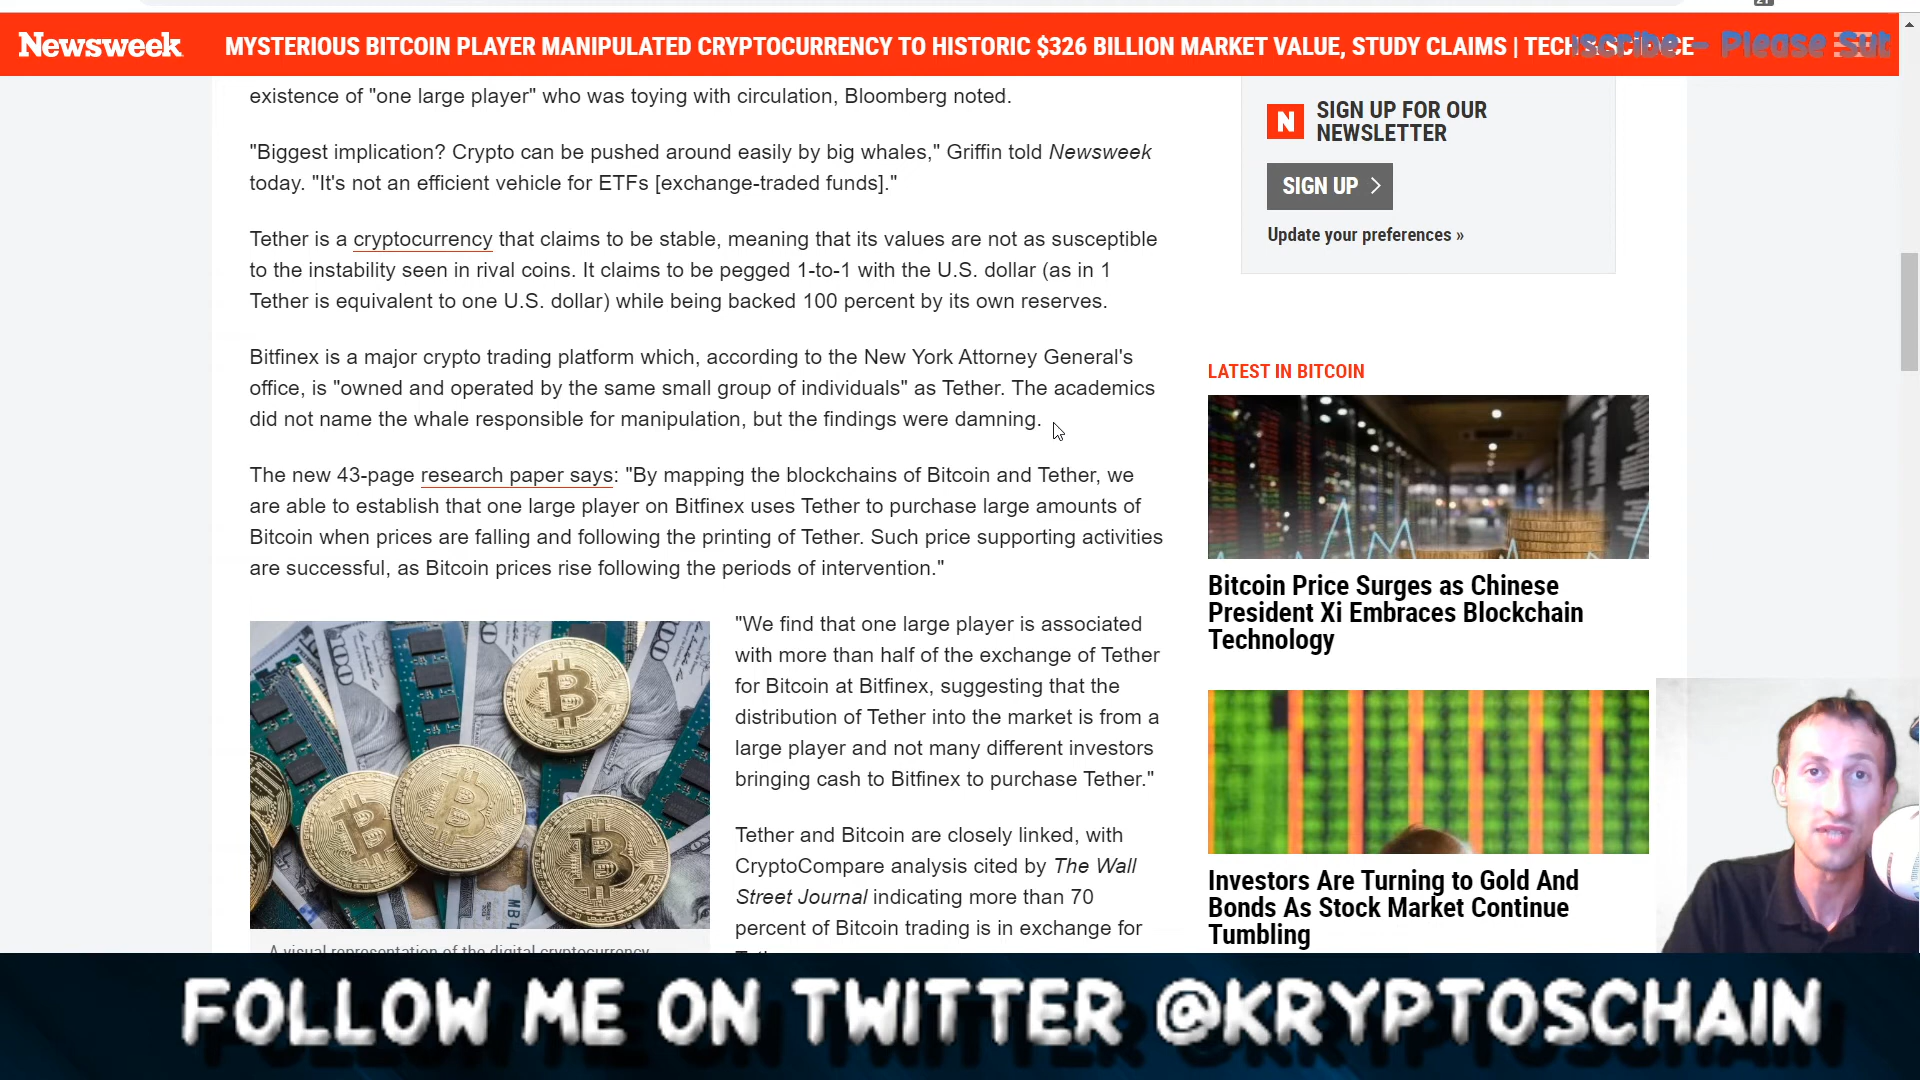 Newsweek
MYSTERIOUS BITCOIN PLAYER MANIPULATED CRYPTOCURRENCY TO HISTORIC $326 BILLION MARKET VALUE, STUDY CLAIMS | TECH & SCIENCE
scribe - Please Sub
existence of "one large player" who was toying with circulation, Bloomberg noted.
"Biggest implication? Crypto can be pushed around easily by big whales," Griffin told Newsweek
today. "It's not an efficient vehicle for ETFs [exchange-traded funds]."
Tether is a cryptocurrency that claims to be stable, meaning that its values are not as susceptible
to the instability seen in rival coins. It claims to be pegged 1-to-1 with the U.S. dollar (as in 1
Tether is equivalent to one U.S. dollar) while being backed 100 percent by its own reserves.
Bitfinex is a major crypto trading platform which, according to the New York Attorney General's
office, is "owned and operated by the same small group of individuals" as Tether. The academics
did not name the whale responsible for manipulation, but the findings were damning.
The new 43-page research paper says: "By mapping the blockchains of Bitcoin and Tether, we
are able to establish that one large player on Bitfinex uses Tether to purchase large amounts of
Bitcoin when prices are falling and following the printing of Tether. Such price supporting activities
are successful, as Bitcoin prices rise following the periods of intervention."
"We find that one large player is associated
with more than half of the exchange of Tether
for Bitcoin at Bitfinex, suggesting that the
distribution of Tether into the market is from a
large player and not many different investors
bringing cash to Bitfinex to purchase Tether."
Tether and Bitcoin are closely linked, with
CryptoCompare analysis cited by The Wall
Street Journal indicating more than 70
percent of Bitcoin trading is in exchange for
A visual representation of the digital cryptocurrency
N
SIGN UP FOR OUR
NEWSLETTER
SIGN UP >
Update your preferences »
LATEST IN BITCOIN
Bitcoin Price Surges as Chinese
President Xi Embraces Blockchain
Technology
Investors Are Turning to Gold And
Bonds As Stock Market Continue
Tumbling
FOLLOW ME ON TWITTER @KRYPTOSCHAIN